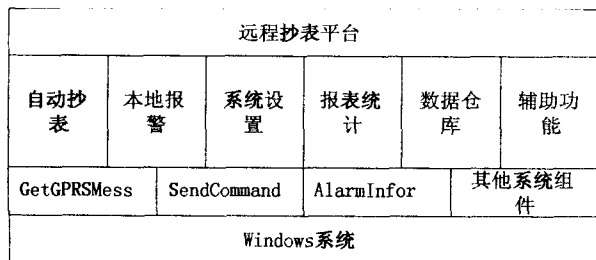 远程抄表平台
自动抄 本地报 系统设 报表统 数据仓 辅助功
表 警 置 计 库 能
GetGPRSMess SendCommand AlarmInfor 其他系统组
件
Windows系统